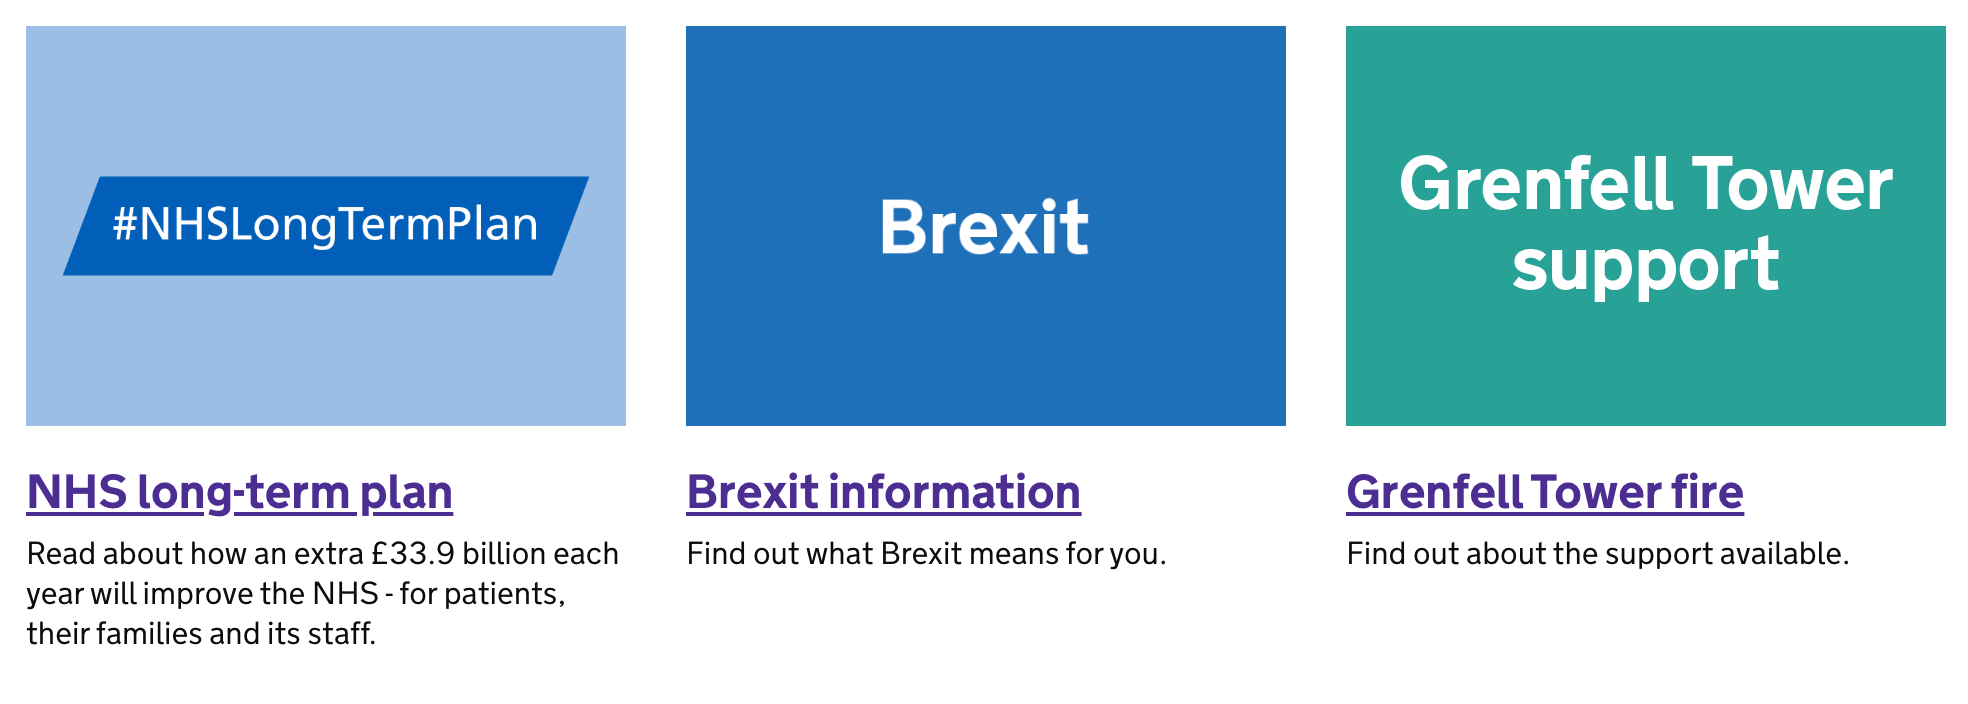 #NHSLongTermPlan
NHS long-term plan
Read about how an extra £33.9 billion each
year will improve the NHS - for patients,
their families and its staff.
Brexit
Brexit information
Find out what Brexit means for you.
Grenfell Tower
support
Grenfell Tower fire
Find out about the support available.